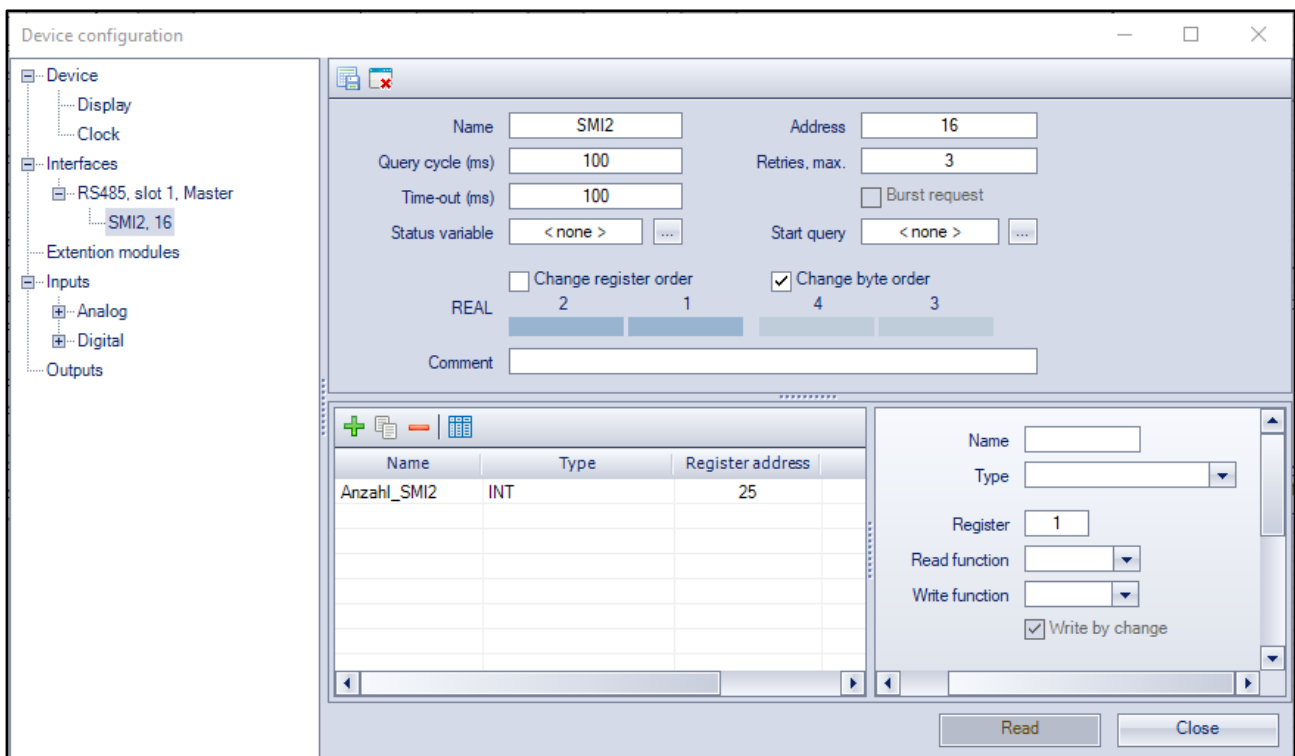 Device configuration
Device
Display
Clock
Interfaces
RS485, slot 1, Master
SMI2, 16
Extention modules
Inputs
Analog
Digital
Outputs
Name SMI2 Address 16
Query cycle (ms) 100 Retries, max. 3
Time-out (ms) 100 Burst request
Status variable < none > ... Start query < none > ...
Change register order Change byte order
REAL 2 1 4 3
Comment
Name Type Register address
Anzahl_SMI2 INT 25
Name
Type
Register 1
Read function
Write function
Write by change
Read Close